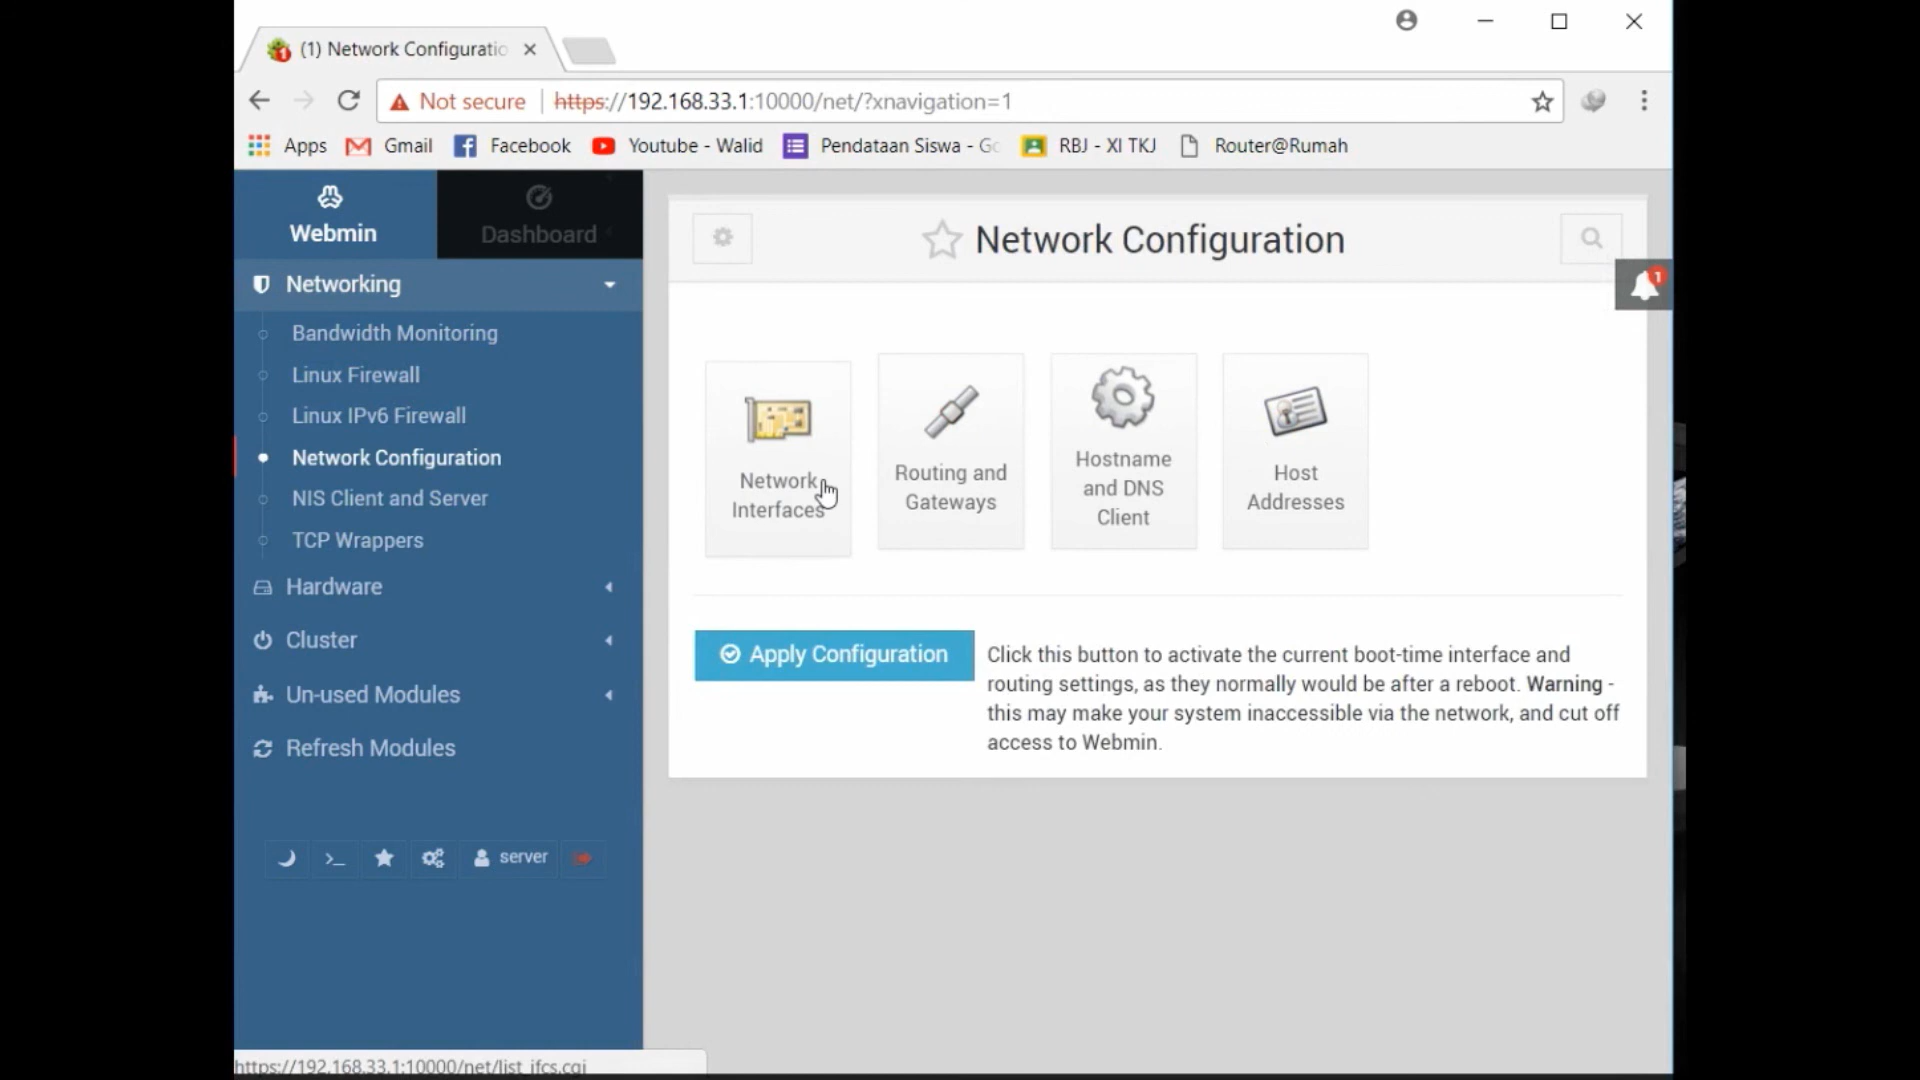 (1) Network Configuratio
Not secure
https://192.168.33.1:10000/net/?xnavigation=1
Apps
Gmail
Facebook
Youtube - Walid
Pendataan Siswa - Go
RBJ - XI TKJ
Router@Rumah
Webmin
Dashboard
Networking
Bandwidth Monitoring
Linux Firewall
Linux IPv6 Firewall
Network Configuration
NIS Client and Server
TCP Wrappers
Hardware
Cluster
Un-used Modules
Refresh Modules
server
Network Configuration
1
Network
Interfaces
Routing and
Gateways
Hostname
and DNS
Client
Host
Addresses
Apply Configuration
Click this button to activate the current boot-time interface and
routing settings, as they normally would be after a reboot. Warning -
this may make your system inaccessible via the network, and cut off
access to Webmin.
https://192.168.33.1:10000/net/list_ifcs.cgi